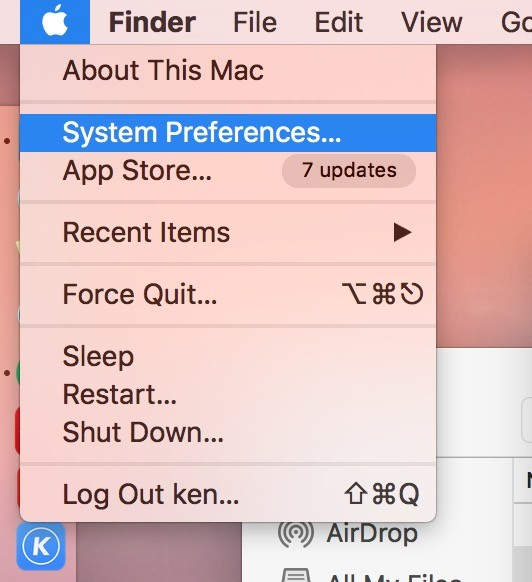 Finder File Edit View Go
About This Mac
System Preferences...
App Store... 7 updates
Recent Items ▶
Force Quit... ⌥⌘⎋
Sleep
Restart...
Shut Down...
Log Out ken... ⇧⌘Q
K
AirDrop
All My Files